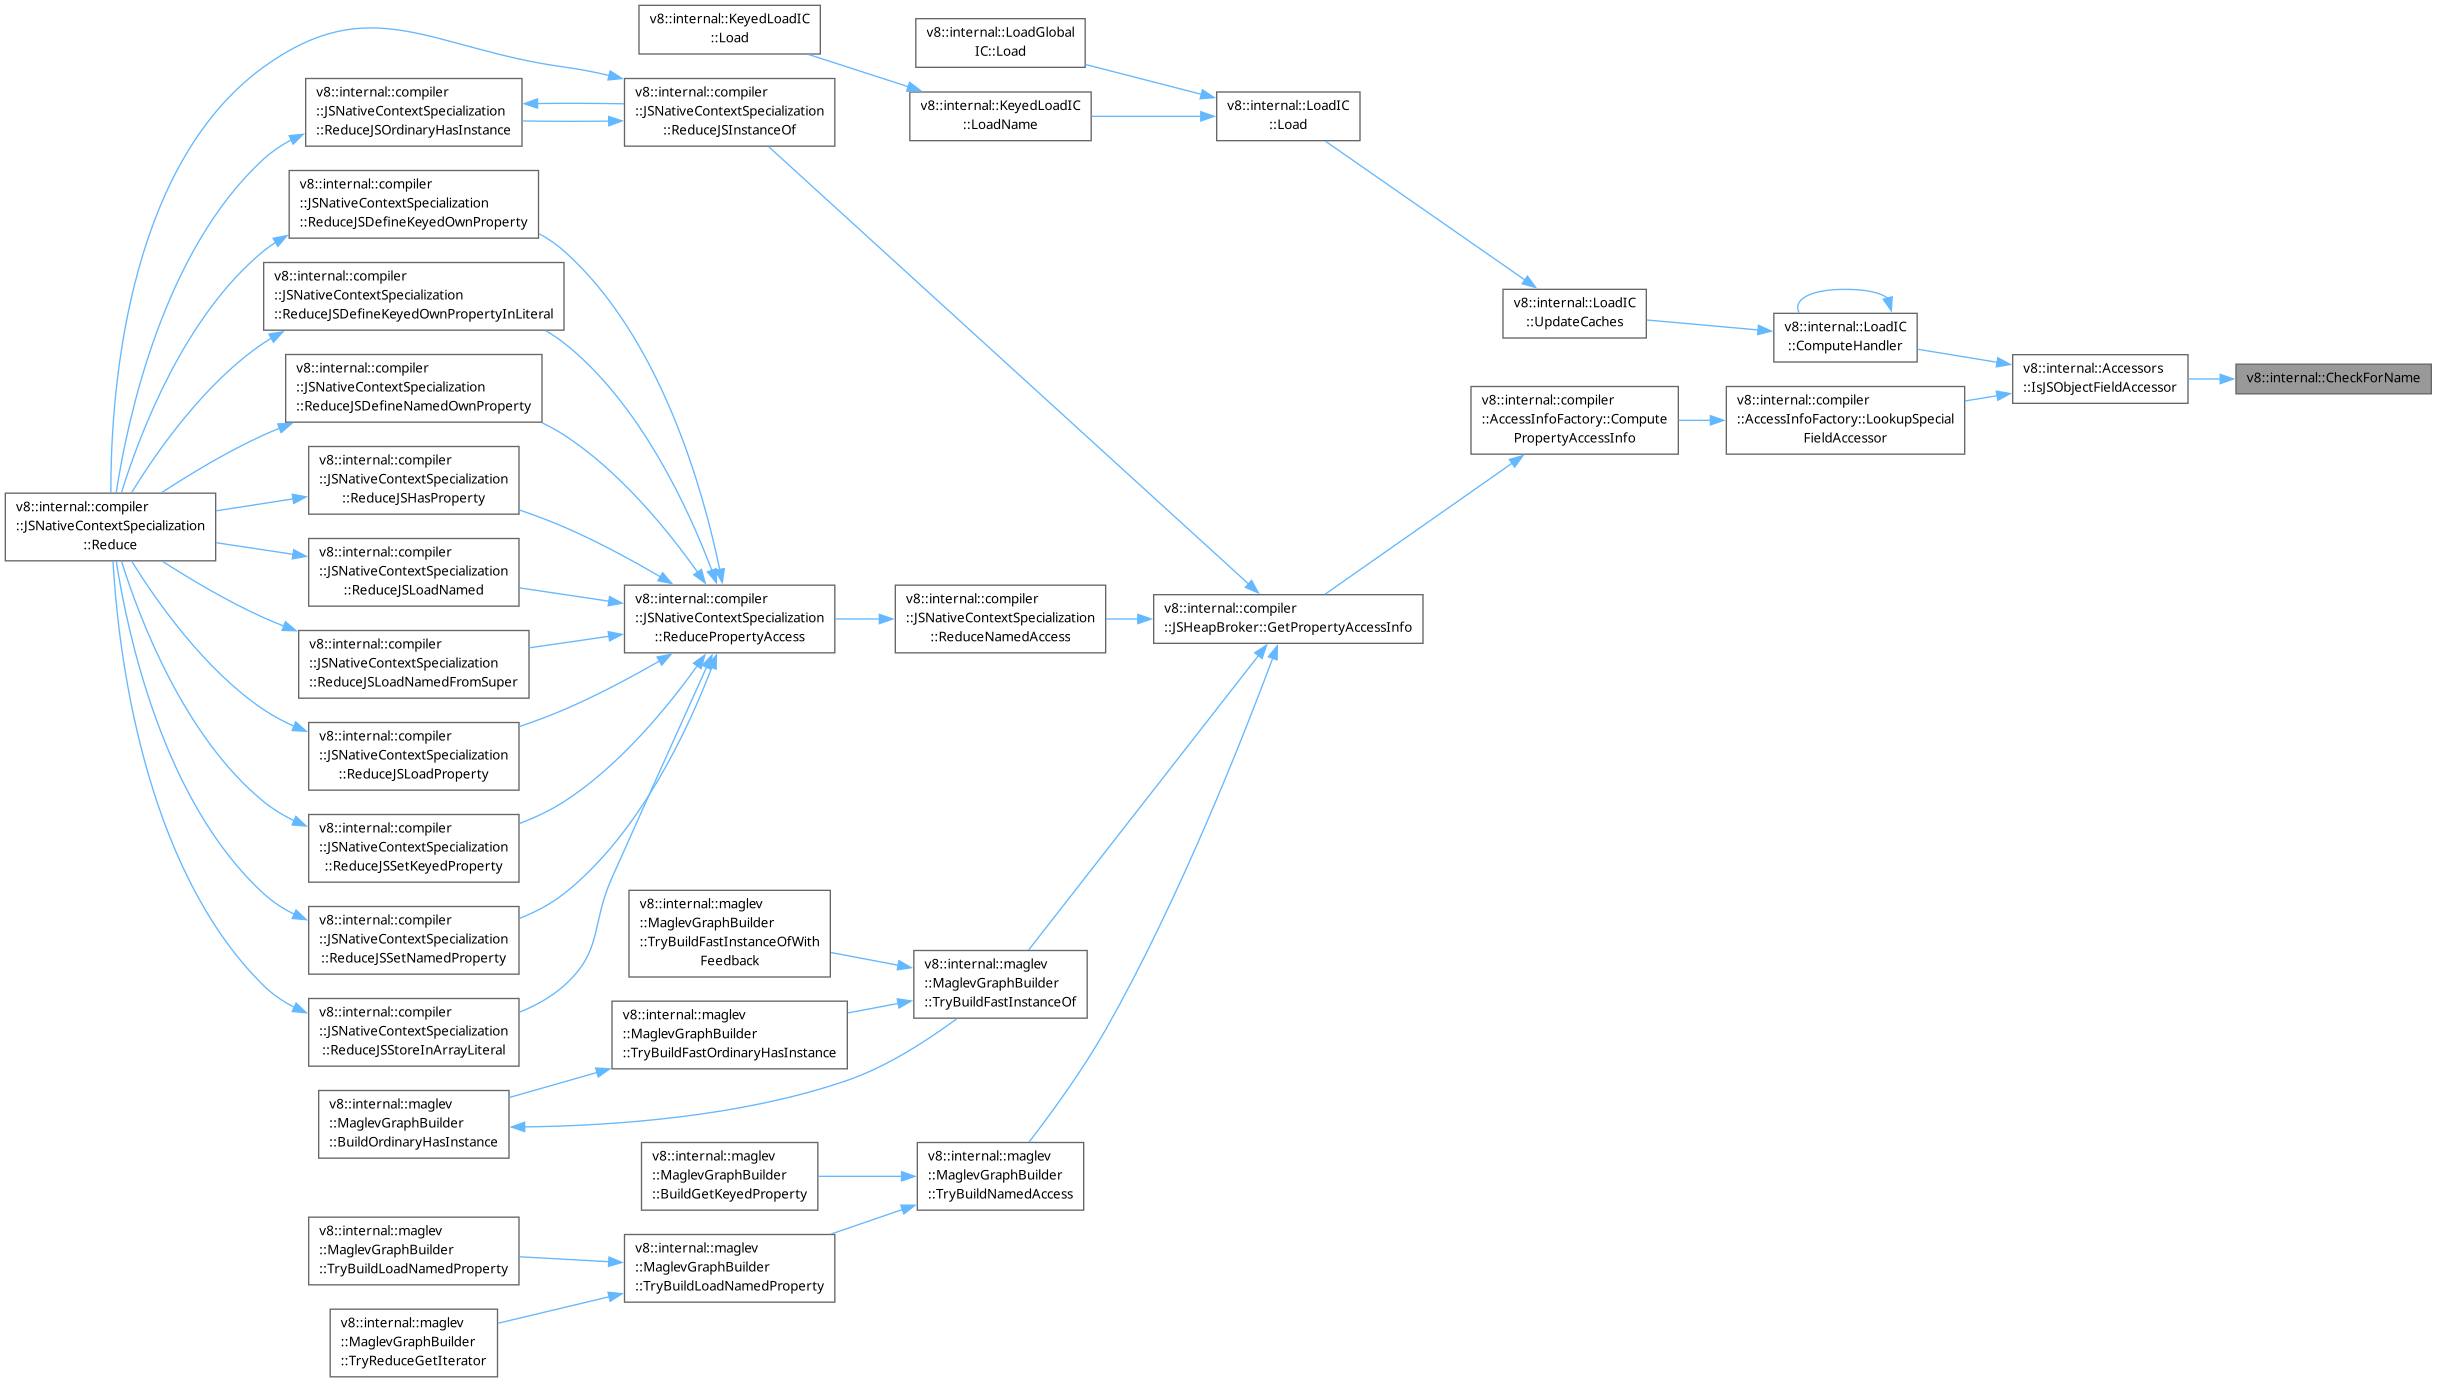 v8::internal::KeyedLoadIC
::Load
v8::internal::LoadGlobal
IC::Load
v8::internal::compiler
::JSNativeContextSpecialization
::ReduceJSOrdinaryHasInstance
v8::internal::compiler
::JSNativeContextSpecialization
::ReduceJSInstanceOf
v8::internal::KeyedLoadIC
::LoadName
v8::internal::LoadIC
::Load
v8::internal::compiler
::JSNativeContextSpecialization
::ReduceJSDefineKeyedOwnProperty
v8::internal::compiler
::JSNativeContextSpecialization
::ReduceJSDefineKeyedOwnPropertyInLiteral
v8::internal::LoadIC
::UpdateCaches
v8::internal::LoadIC
::ComputeHandler
v8::internal::compiler
::JSNativeContextSpecialization
::ReduceJSDefineNamedOwnProperty
v8::internal::Accessors
::IsJSObjectFieldAccessor
v8::internal::CheckForName
v8::internal::compiler
::AccessInfoFactory::Compute
PropertyAccessInfo
v8::internal::compiler
::AccessInfoFactory::LookupSpecial
FieldAccessor
v8::internal::compiler
::JSNativeContextSpecialization
::ReduceJSHasProperty
v8::internal::compiler
::JSNativeContextSpecialization
::Reduce
v8::internal::compiler
::JSNativeContextSpecialization
::ReduceJSLoadNamed
v8::internal::compiler
::JSNativeContextSpecialization
::ReducePropertyAccess
v8::internal::compiler
::JSNativeContextSpecialization
::ReduceNamedAccess
v8::internal::compiler
::JSHeapBroker::GetPropertyAccessInfo
v8::internal::compiler
::JSNativeContextSpecialization
::ReduceJSLoadNamedFromSuper
v8::internal::compiler
::JSNativeContextSpecialization
::ReduceJSLoadProperty
v8::internal::compiler
::JSNativeContextSpecialization
::ReduceJSSetKeyedProperty
v8::internal::compiler
::JSNativeContextSpecialization
::ReduceJSSetNamedProperty
v8::internal::maglev
::MaglevGraphBuilder
::TryBuildFastInstanceOfWith
Feedback
v8::internal::maglev
::MaglevGraphBuilder
::TryBuildFastInstanceOf
v8::internal::compiler
::JSNativeContextSpecialization
::ReduceJSStoreInArrayLiteral
v8::internal::maglev
::MaglevGraphBuilder
::TryBuildFastOrdinaryHasInstance
v8::internal::maglev
::MaglevGraphBuilder
::BuildOrdinaryHasInstance
v8::internal::maglev
::MaglevGraphBuilder
::BuildGetKeyedProperty
v8::internal::maglev
::MaglevGraphBuilder
::TryBuildNamedAccess
v8::internal::maglev
::MaglevGraphBuilder
::TryBuildLoadNamedProperty
v8::internal::maglev
::MaglevGraphBuilder
::TryBuildLoadNamedProperty
v8::internal::maglev
::MaglevGraphBuilder
::TryReduceGetIterator